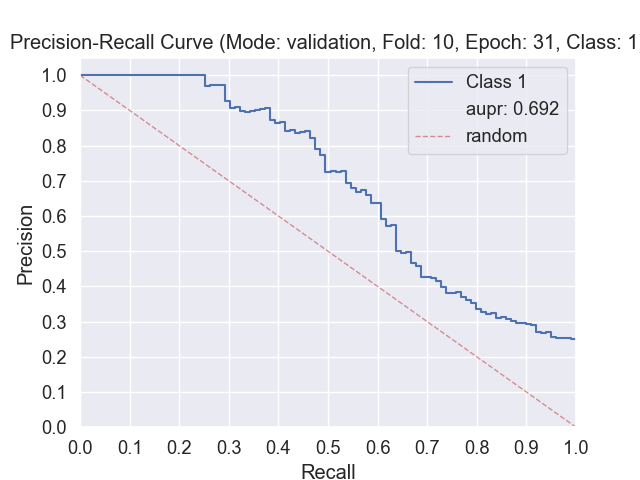 Precision-Recall Curve (Mode: validation, Fold: 10, Epoch: 31, Class: 1
Class 1
aupr: 0.692
random
1.0
0.9
0.8
0.7
0.6
0.5
0.4
0.3
0.2
0.1
0.0
Precision
0.0 0.1 0.2 0.3 0.4 0.5 0.6 0.7 0.8 0.9 1.0
Recall